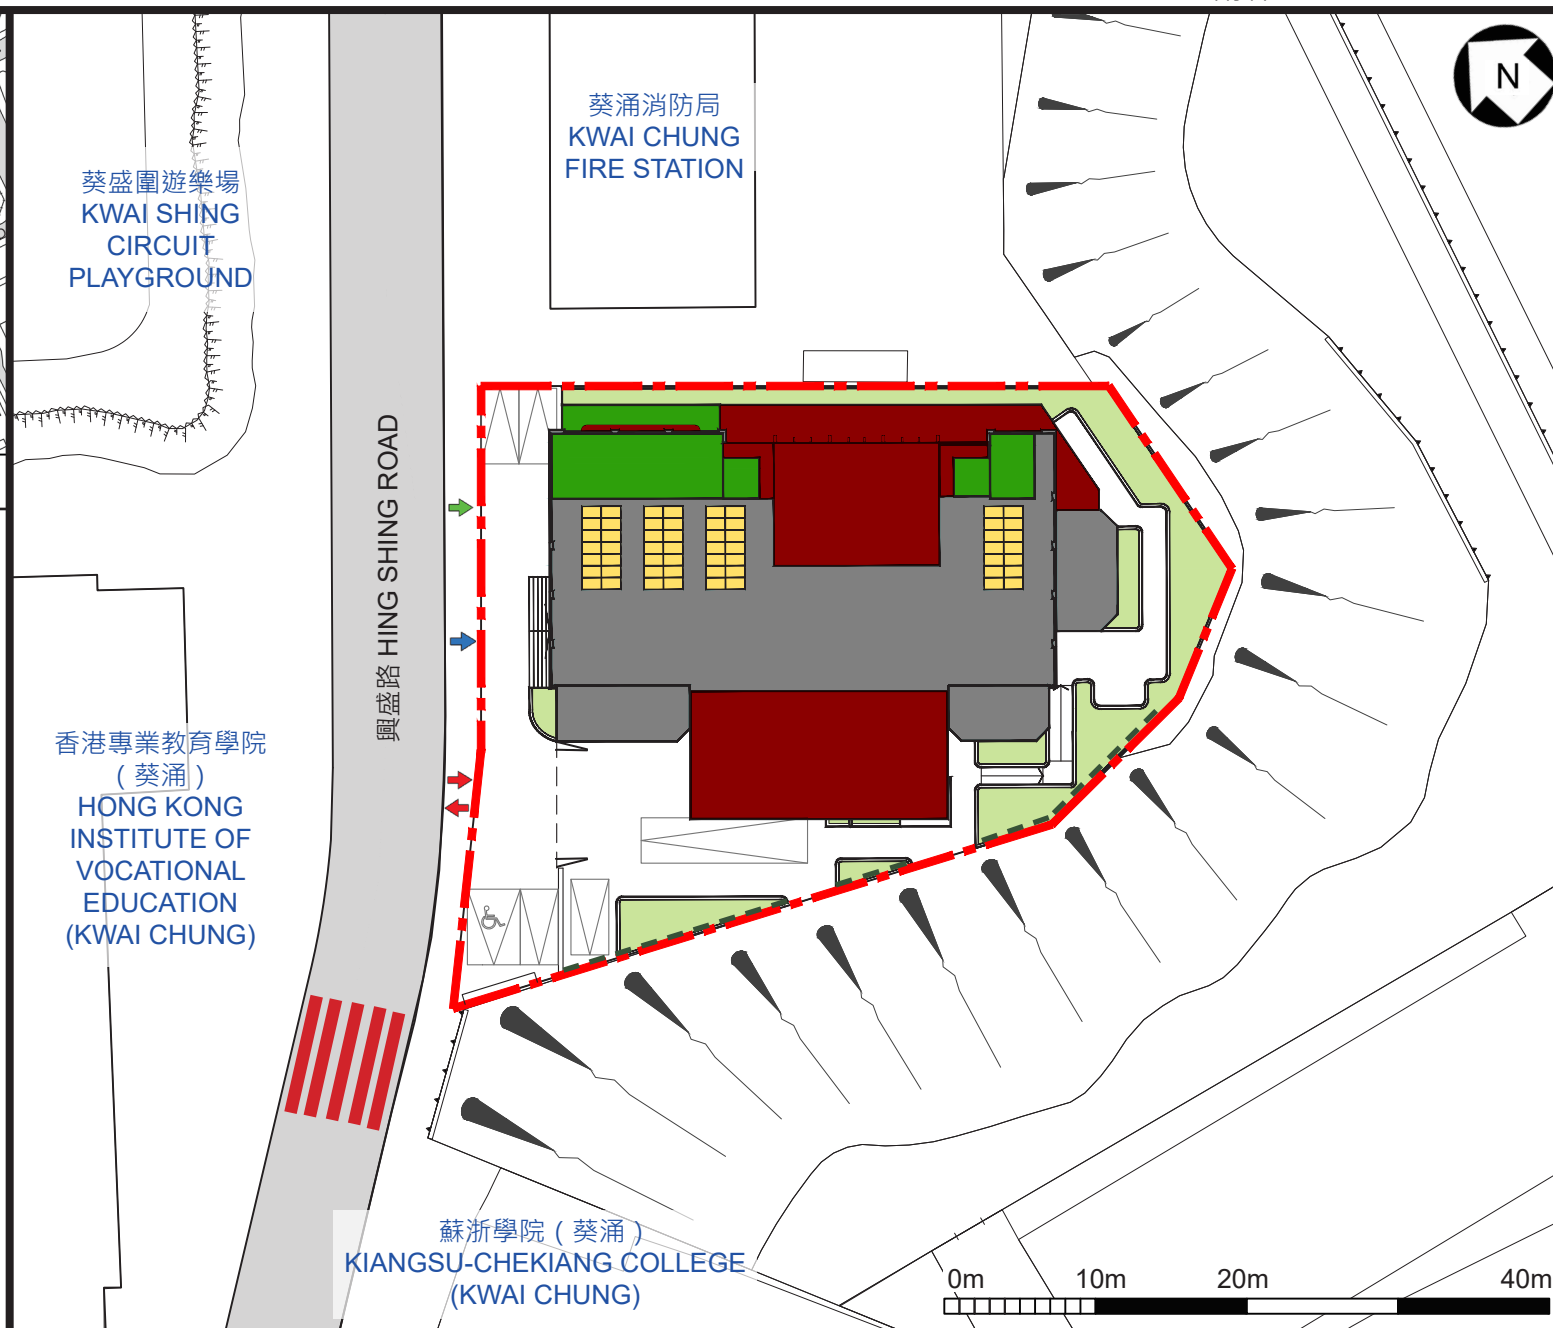 N
葵涌消防局
KWAI CHUNG
FIRE STATION
葵盛圍遊樂場
KWAI SHING
CIRCUIT
PLAYGROUND
興盛路 HING SHING ROAD
香港專業教育學院
（葵涌）
HONG KONG
INSTITUTE OF
VOCATIONAL
EDUCATION
(KWAI CHUNG)
蘇浙學院（葵涌）
KIANGSU-CHEKIANG COLLEGE
(KWAI CHUNG)
0m 10m 20m 40m